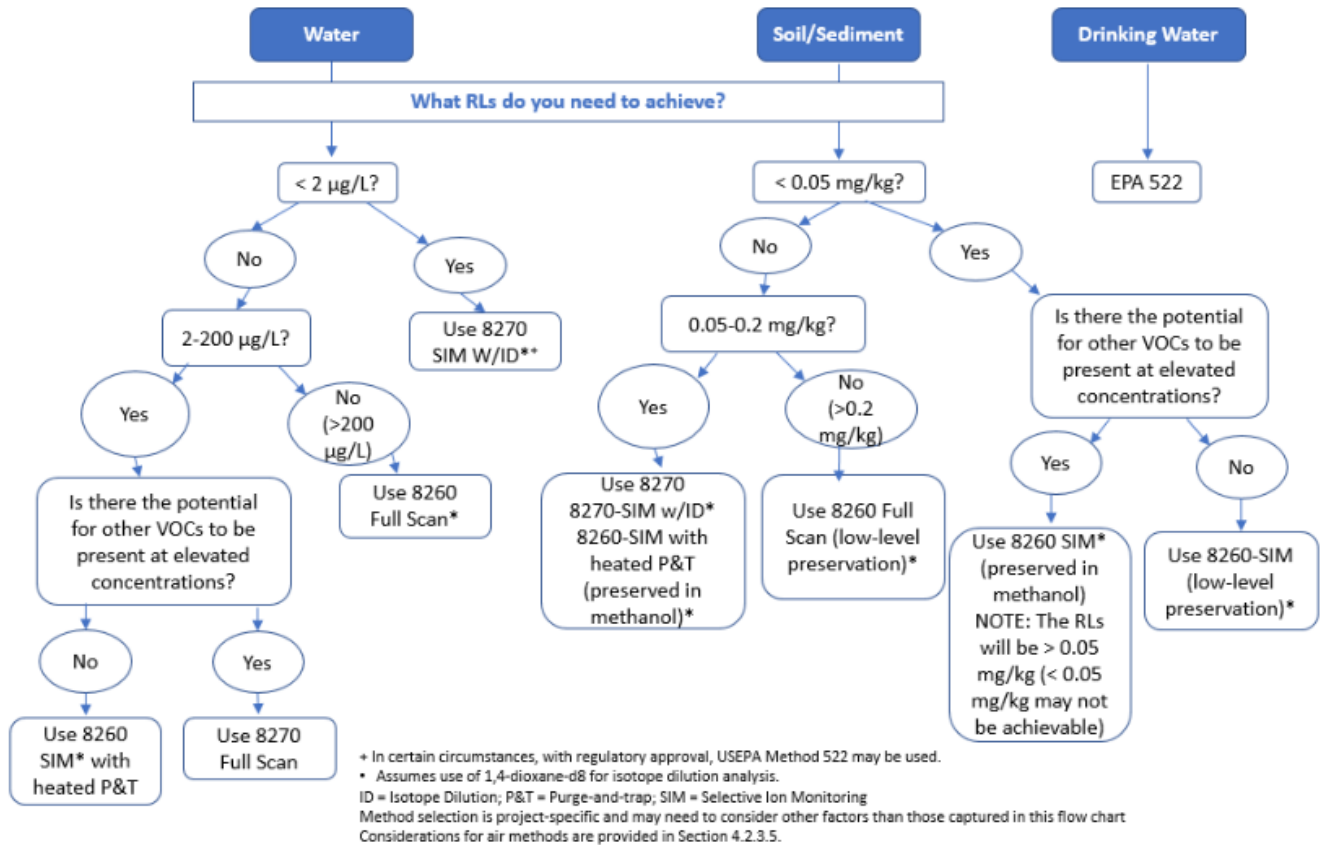 Water
Soil/Sediment
Drinking Water
What RLs do you need to achieve?
< 2 µg/L?
< 0.05 mg/kg?
EPA 522
No
Yes
No
Yes
2-200 µg/L?
Use 8270
SIM W/ID*⁺
0.05-0.2 mg/kg?
Is there the potential
for other VOCs to be
present at elevated
concentrations?
Yes
No
(>200
µg/L)
Yes
No
(>0.2
mg/kg)
Yes
No
Is there the potential
for other VOCs to be
present at elevated
concentrations?
Use 8260
Full Scan*
Use 8270
8270-SIM w/ID*
8260-SIM with
heated P&T
(preserved in
methanol)*
Use 8260 Full
Scan (low-level
preservation)*
Use 8260 SIM*
(preserved in
methanol)
NOTE: The RLs
will be > 0.05
mg/kg (< 0.05
mg/kg may not
be achievable)
Use 8260-SIM
(low-level
preservation)*
No
Yes
Use 8260
SIM* with
heated P&T
Use 8270
Full Scan
+ In certain circumstances, with regulatory approval, USEPA Method 522 may be used.
• Assumes use of 1,4-dioxane-d8 for isotope dilution analysis.
ID = Isotope Dilution; P&T = Purge-and-trap; SIM = Selective Ion Monitoring
Method selection is project-specific and may need to consider other factors than those captured in this flow chart
Considerations for air methods are provided in Section 4.2.3.5.